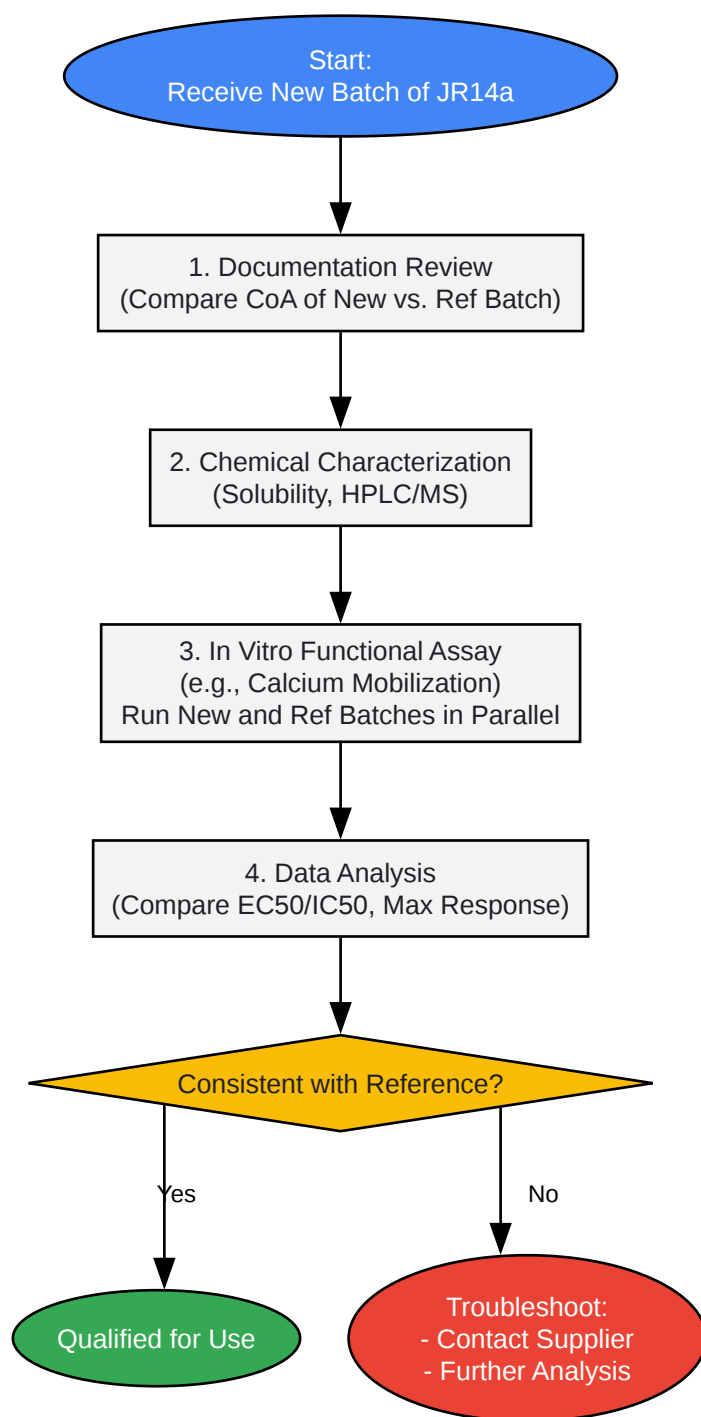 Start:
Receive New Batch of JR14a
1. Documentation Review
(Compare CoA of New vs. Ref Batch)
2. Chemical Characterization
(Solubility, HPLC/MS)
3. In Vitro Functional Assay
(e.g., Calcium Mobilization)
Run New and Ref Batches in Parallel
4. Data Analysis
(Compare EC50/IC50, Max Response)
Consistent with Reference?
Yes
No
Qualified for Use
Troubleshoot:
- Contact Supplier
- Further Analysis